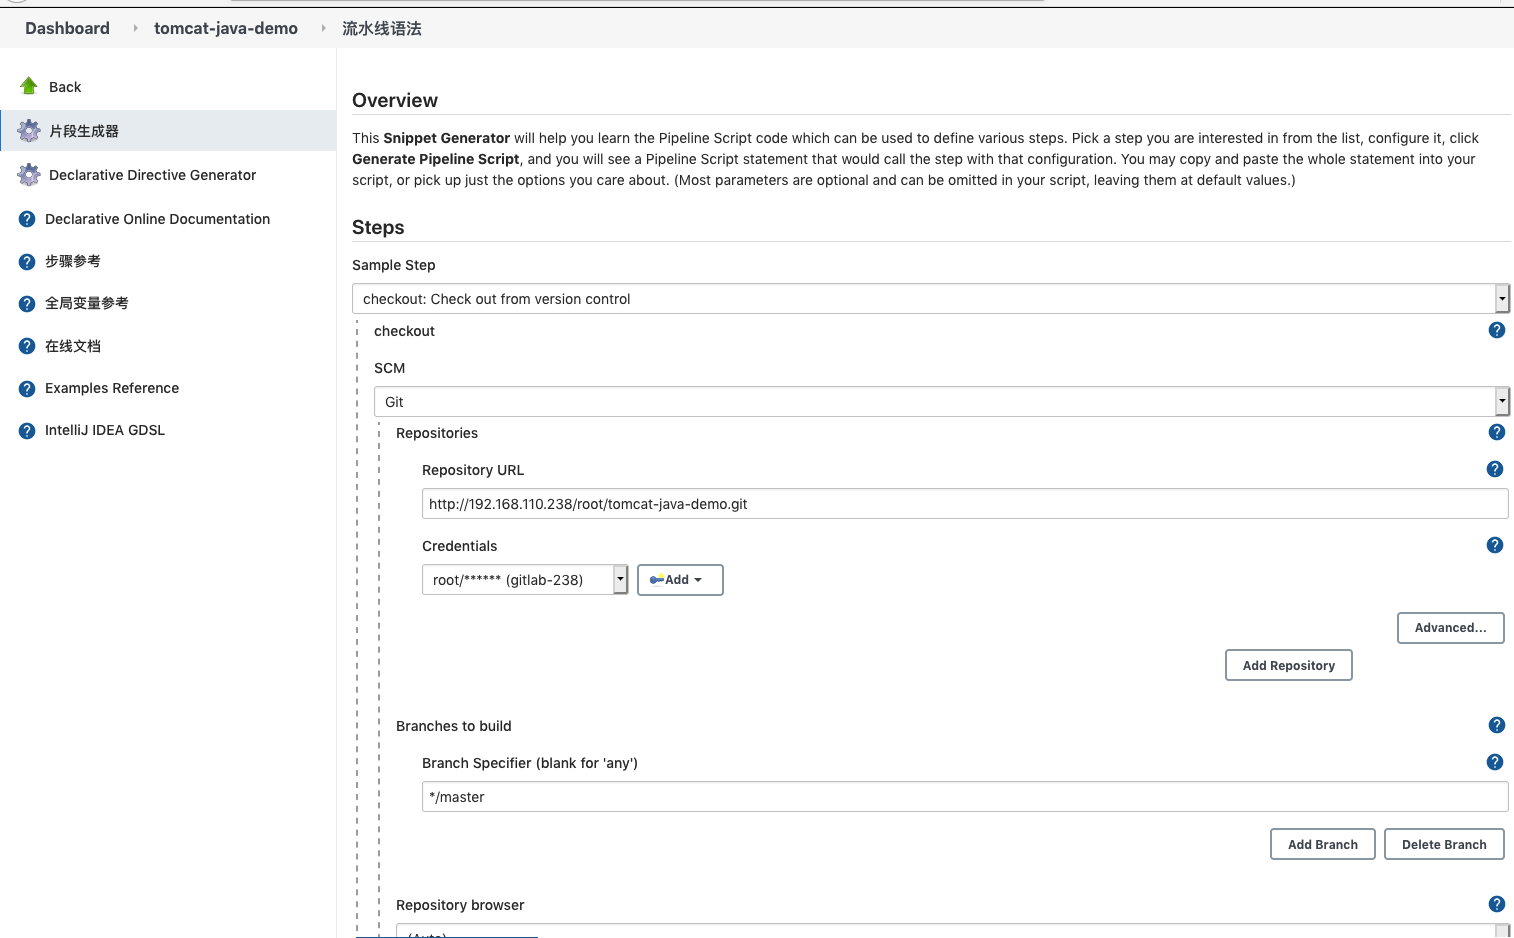 Dashboard tomcat-java-demo 流水线语法
Back
片段生成器
Declarative Directive Generator
Declarative Online Documentation
步骤参考
全局变量参考
在线文档
Examples Reference
IntelliJ IDEA GDSL
Overview
This Snippet Generator will help you learn the Pipeline Script code which can be used to define various steps. Pick a step you are interested in from the list, configure it, click
Generate Pipeline Script, and you will see a Pipeline Script statement that would call the step with that configuration. You may copy and paste the whole statement into your
script, or pick up just the options you care about. (Most parameters are optional and can be omitted in your script, leaving them at default values.)
Steps
Sample Step
checkout: Check out from version control
checkout
SCM
Git
Repositories
Repository URL
http://192.168.110.238/root/tomcat-java-demo.git
Credentials
root/****** (gitlab-238)
Add
Advanced...
Add Repository
Branches to build
Branch Specifier (blank for 'any')
*/master
Add Branch Delete Branch
Repository browser
(Auto)